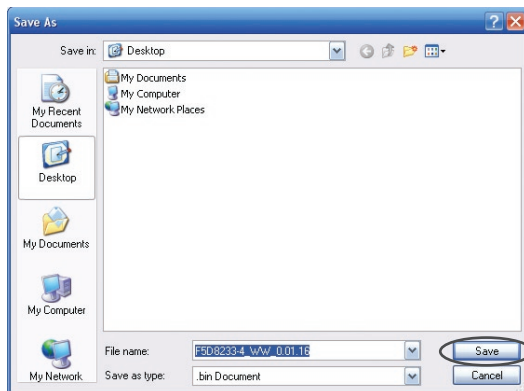 Save As
Save in: Desktop
My Recent Documents
Desktop
My Documents
My Computer
My Network
My Documents
My Computer
My Network Places
File name: F5D8233-4_WW_0.01.16 Save
Save as type: .bin Document Cancel